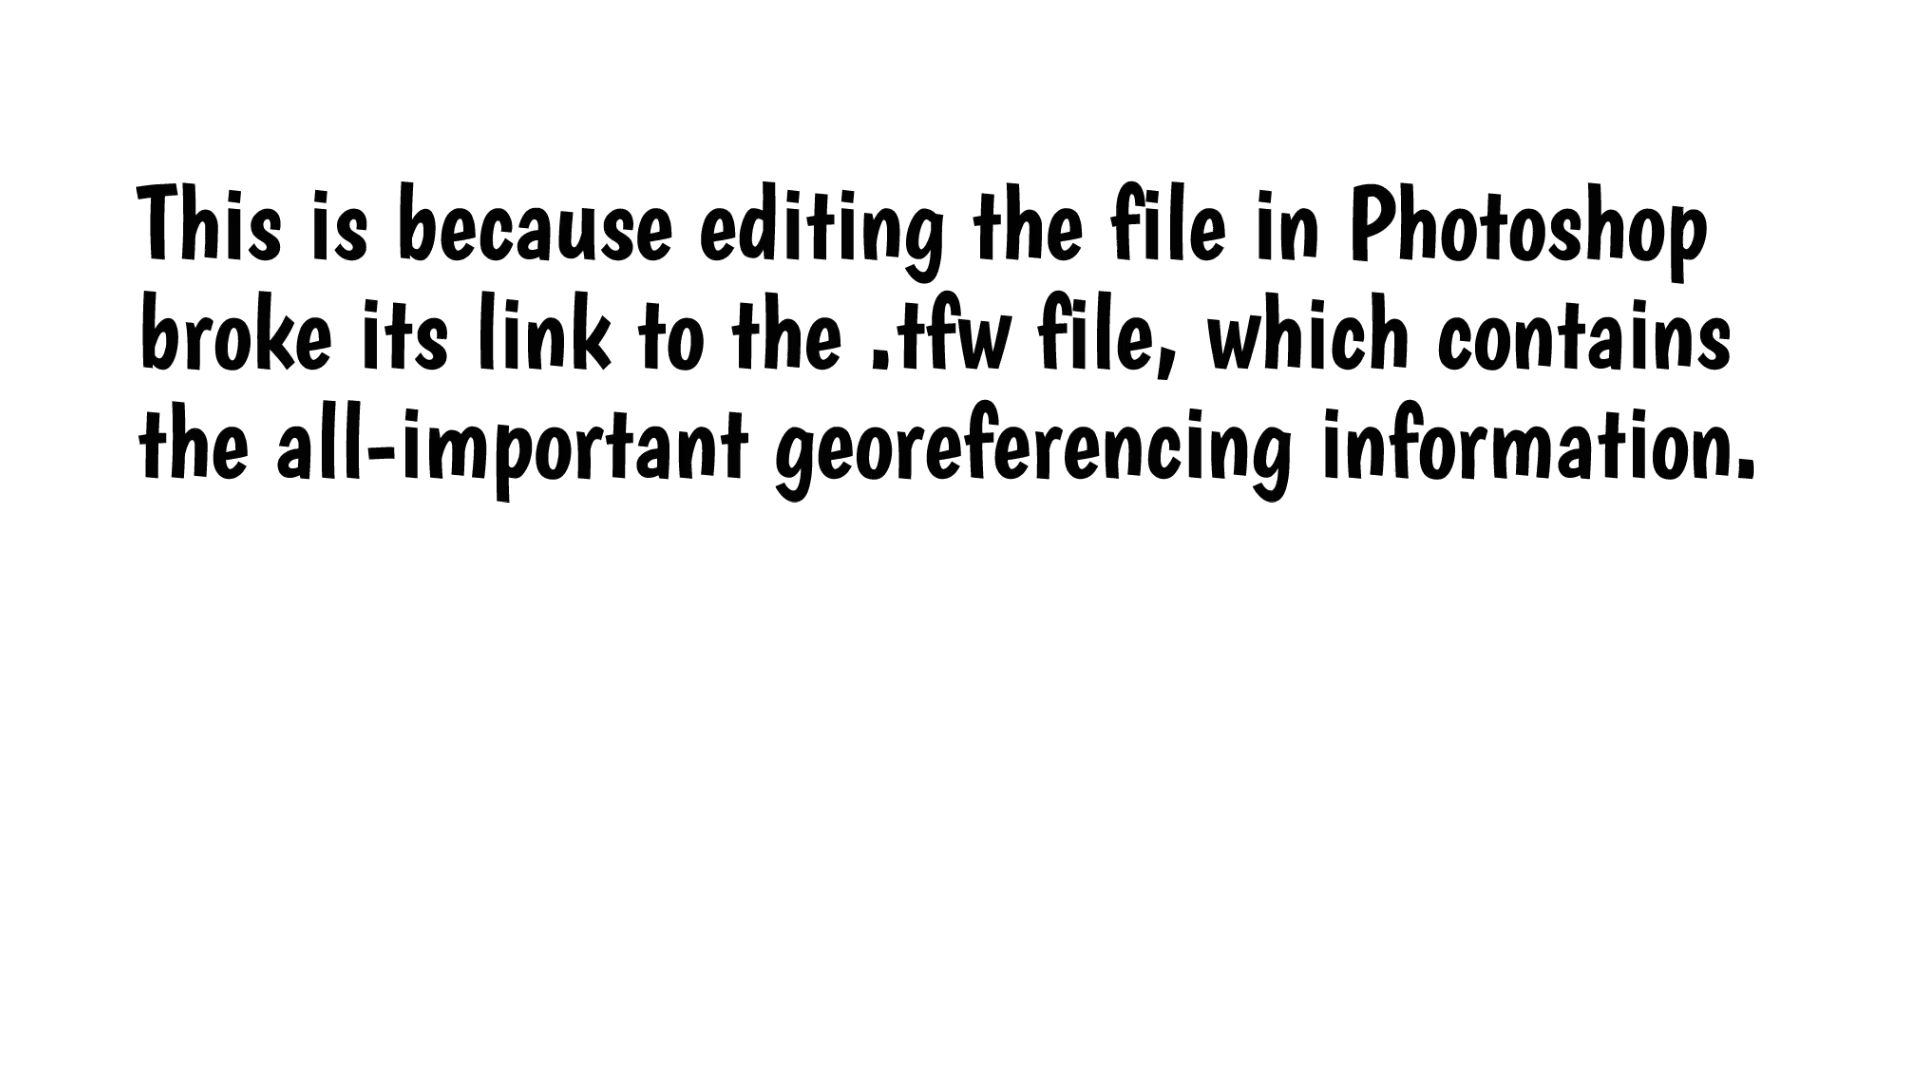 This is because editing the file in Photoshop
broke its link to the .tfw file, which contains
the all-important georeferencing information.